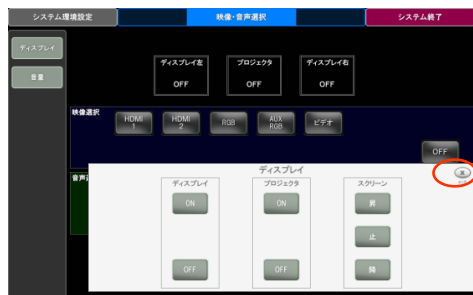 システム環境設定
映像・音声選択
システム終了
ディスプレイ
音量
ディスプレイ左
OFF
プロジェクタ
OFF
ディスプレイ右
OFF
映像選択
HDMI
1
HDMI
2
RGB
AUX
RGB
ビデオ
OFF
ディスプレイ
ディスプレイ
ON
OFF
プロジェクタ
ON
OFF
スクリーン
昇
止
降